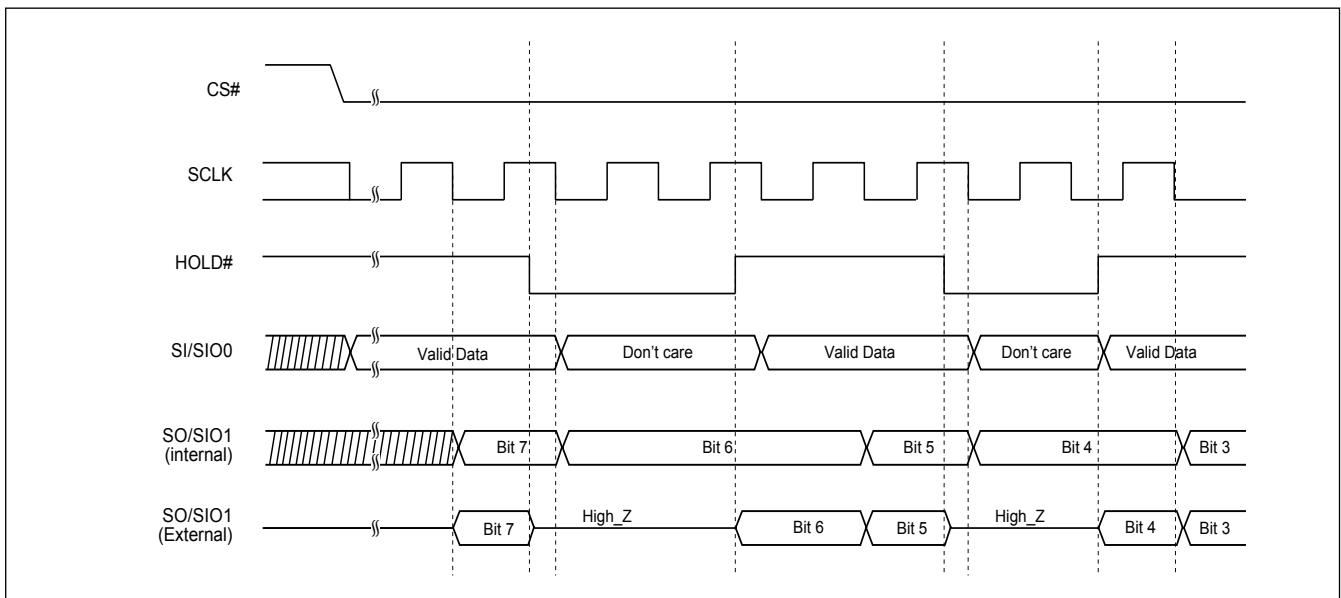 CS#
SCLK
HOLD#
SI/SIO0 Valid Data Don't care Valid Data Don't care Valid Data
SO/SIO1
(internal) Bit 7 Bit 6 Bit 5 Bit 4 Bit 3
SO/SIO1
(External) Bit 7 High_Z Bit 6 Bit 5 High_Z Bit 4 Bit 3